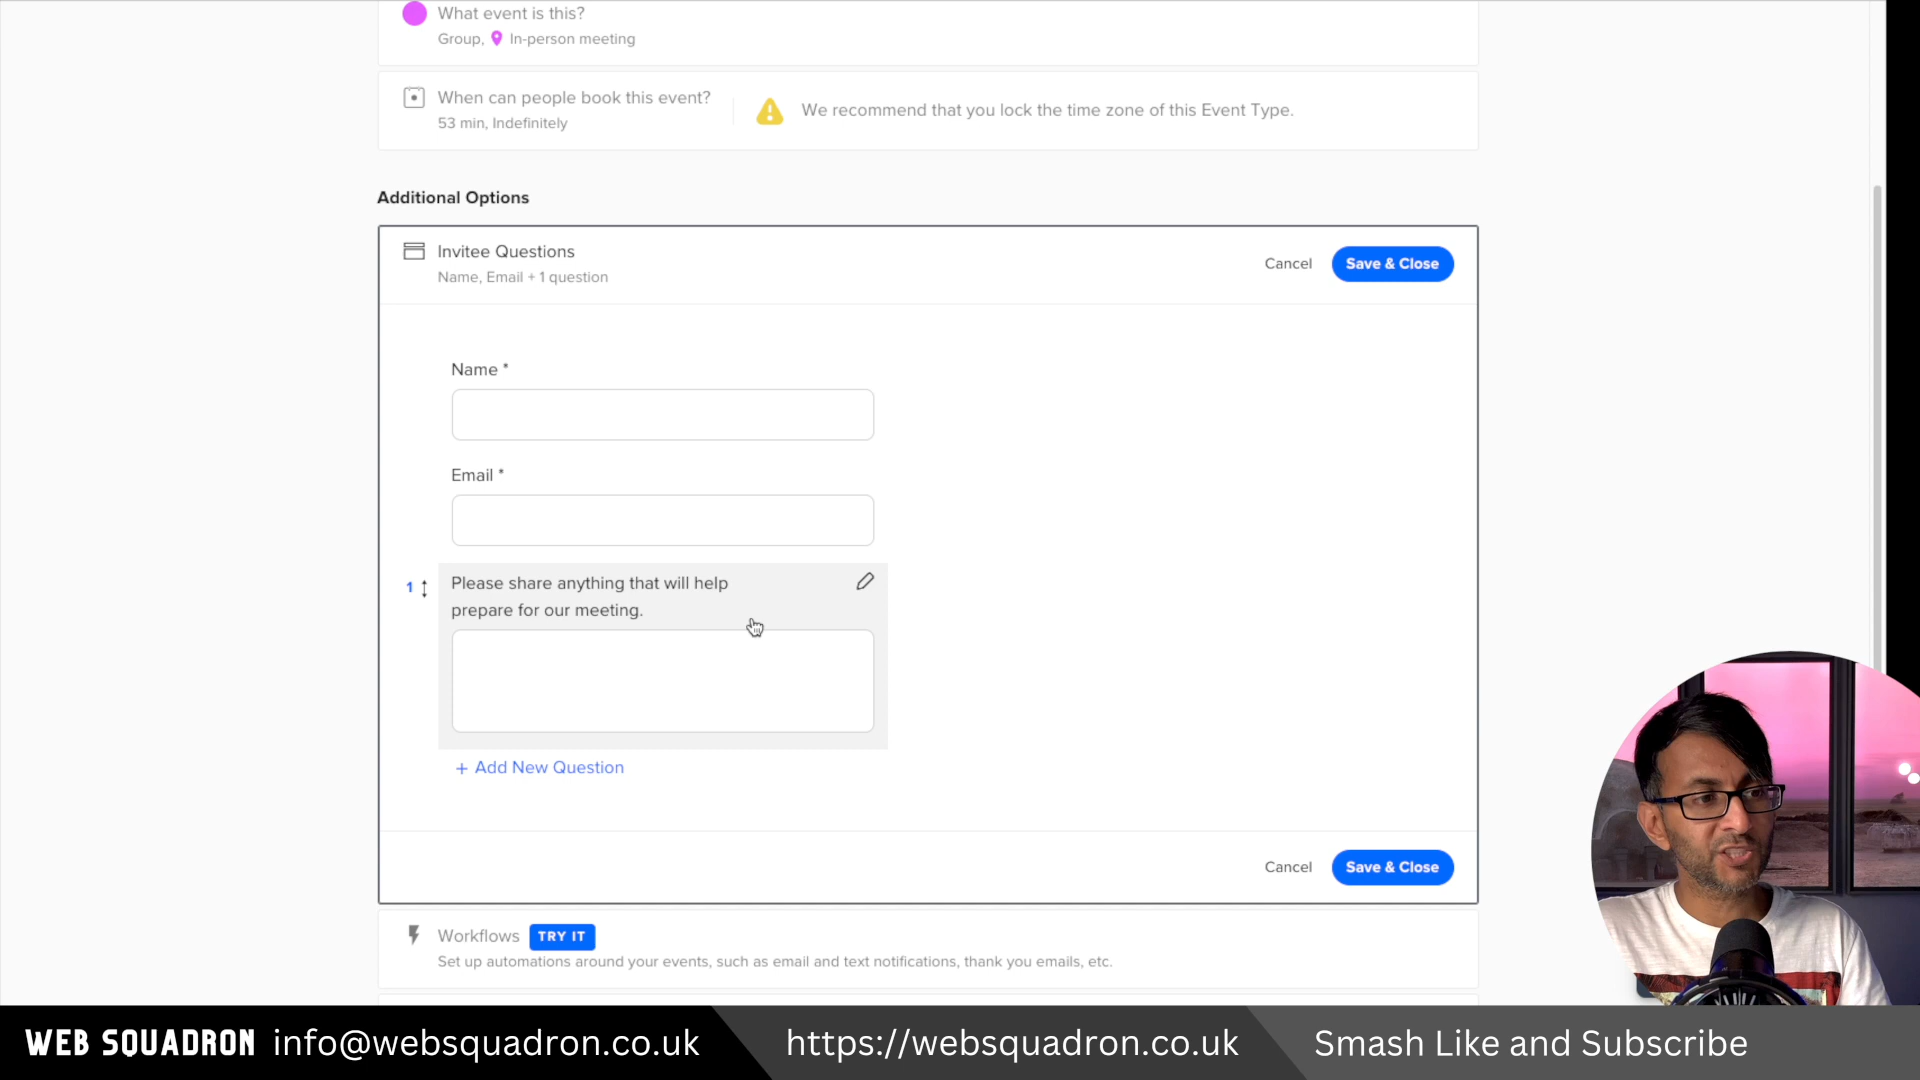 What event is this?
Group, In-person meeting
When can people book this event?
53 min, Indefinitely
We recommend that you lock the time zone of this Event Type.
Additional Options
Invitee Questions
Name, Email + 1 question
Cancel
Save & Close
Name *
Email *
1
Please share anything that will help
prepare for our meeting.
+ Add New Question
Cancel
Save & Close
Workflows TRY IT
Set up automations around your events, such as email and text notifications, thank you emails, etc.
WEB SQUADRON info@websquadron.co.uk https://websquadron.co.uk Smash Like and Subscribe